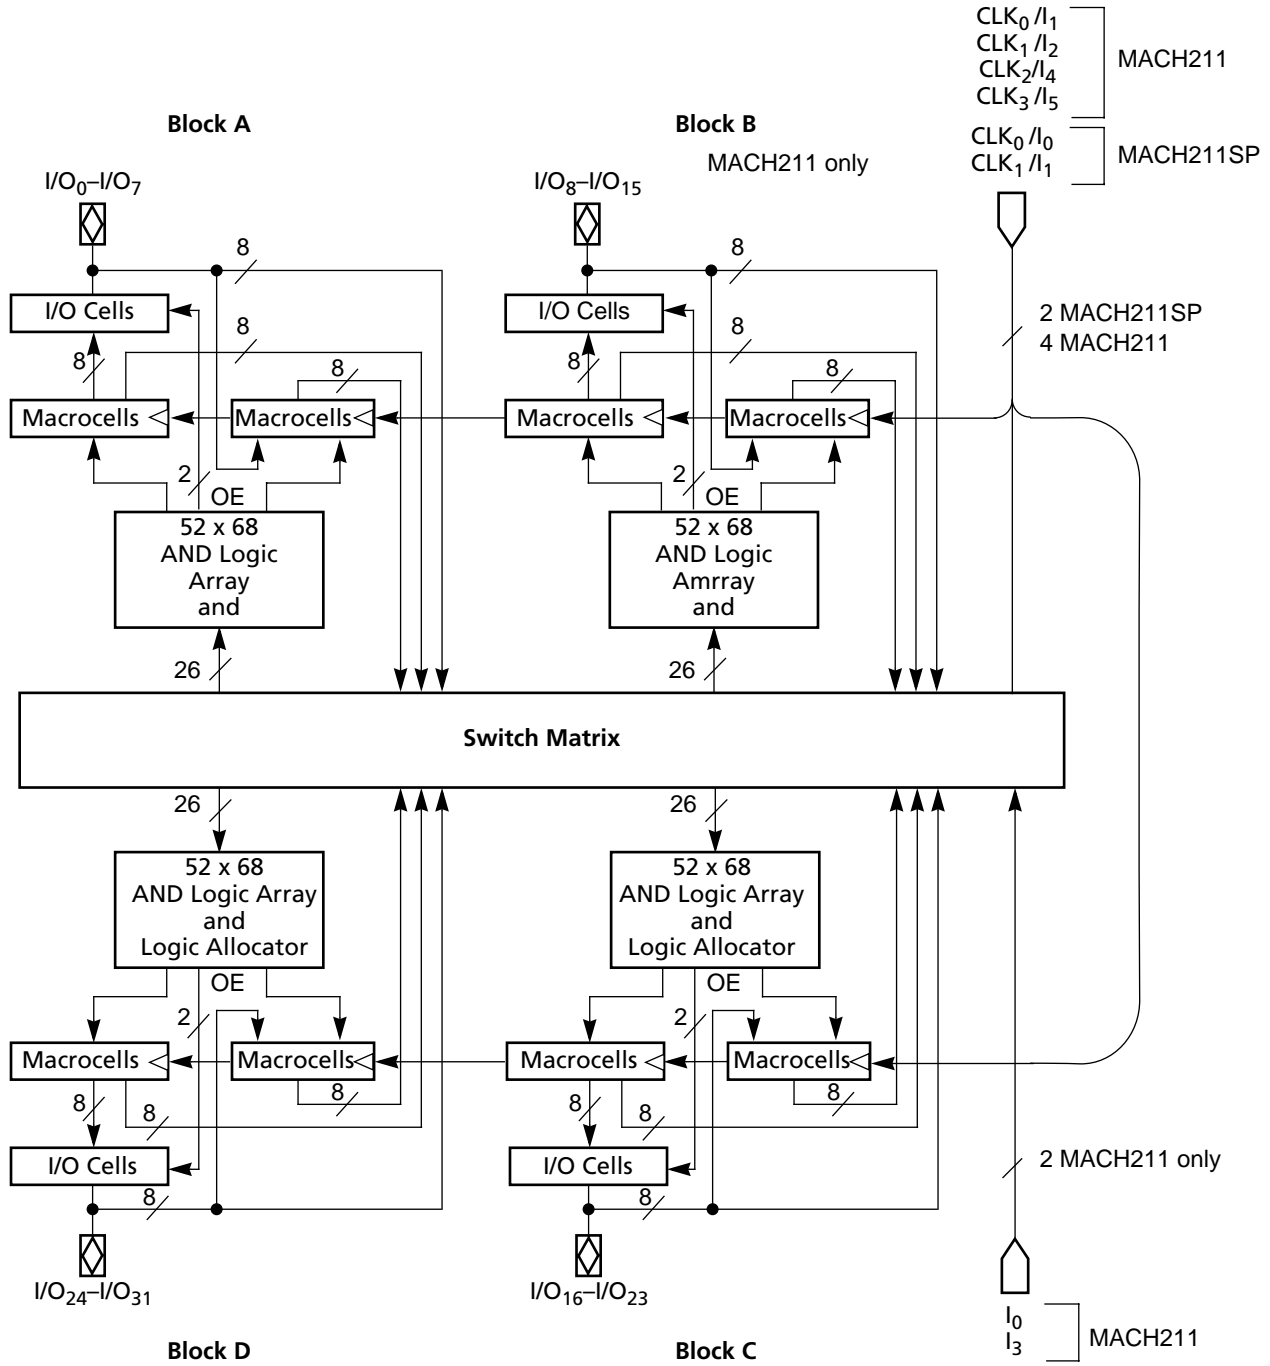 CLK0 /I1
CLK1 /I2
CLK2/I4
CLK3 /I5
MACH211
CLK0 /I0
CLK1 /I1
MACH211SP
Block A
Block B
MACH211 only
I/O0–I/O7
I/O8–I/O15
8
8
I/O Cells
I/O Cells
2 MACH211SP
4 MACH211
8
8
8
8
8
8
Macrocells
Macrocells
Macrocells
Macrocells
2
OE
2
OE
52 x 68
AND Logic
Array
and
52 x 68
AND Logic
Amrray
and
26
26
Switch Matrix
26
26
52 x 68
AND Logic Array
and
Logic Allocator
52 x 68
AND Logic Array
and
Logic Allocator
OE
OE
2
2
Macrocells
Macrocells
Macrocells
Macrocells
8
8
8
8
8
8
I/O Cells
I/O Cells
2 MACH211 only
8
8
I/O24–I/O31
I/O16–I/O23
I0
I3
MACH211
Block D
Block C